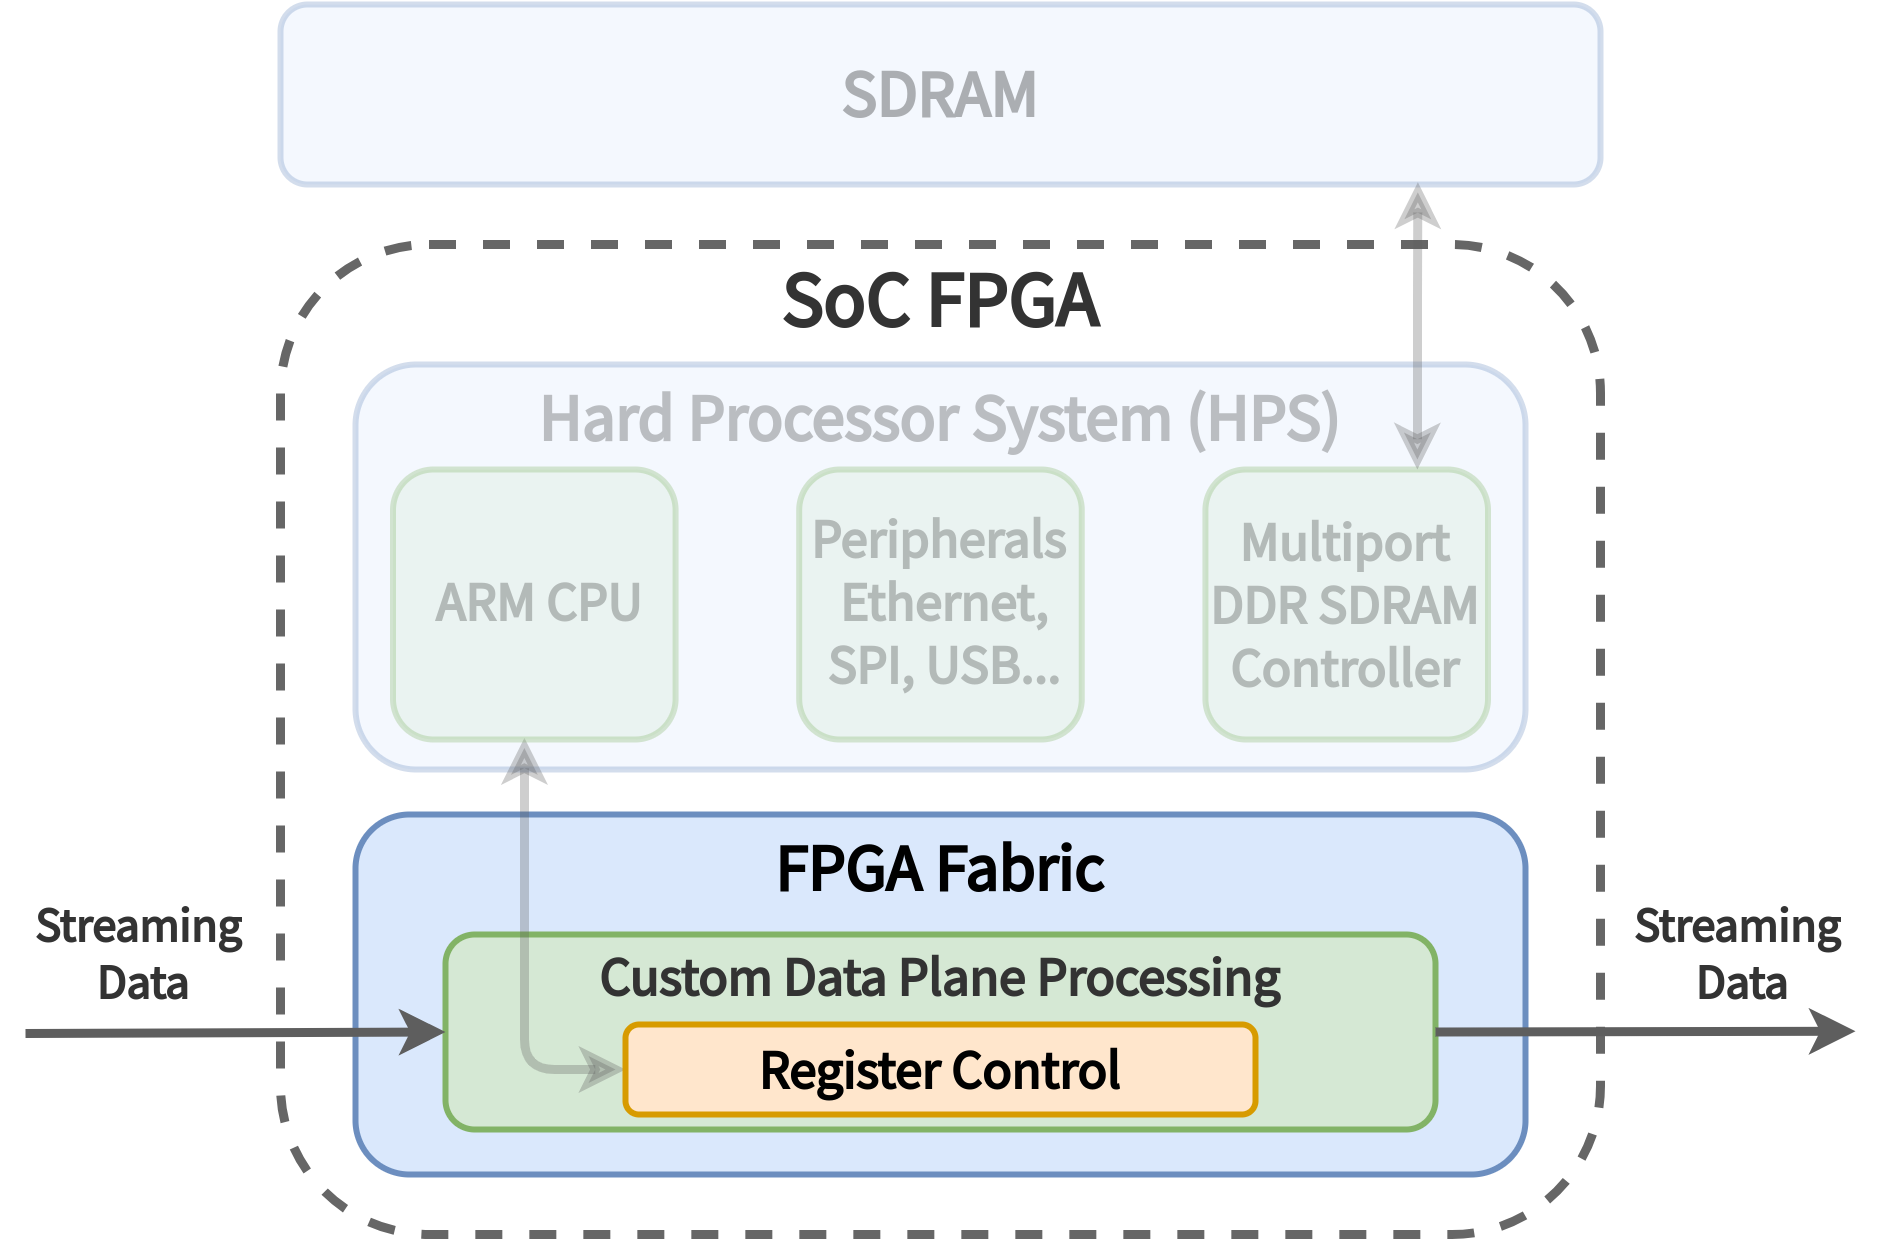 SDRAM
SoC FPGA
Hard Processor System (HPS)
ARM CPU
Peripherals
Ethernet,
SPI, USB...
Multiport
DDR SDRAM
Controller
FPGA Fabric
Streaming
Data
Custom Data Plane Processing
Register Control
Streaming
Data